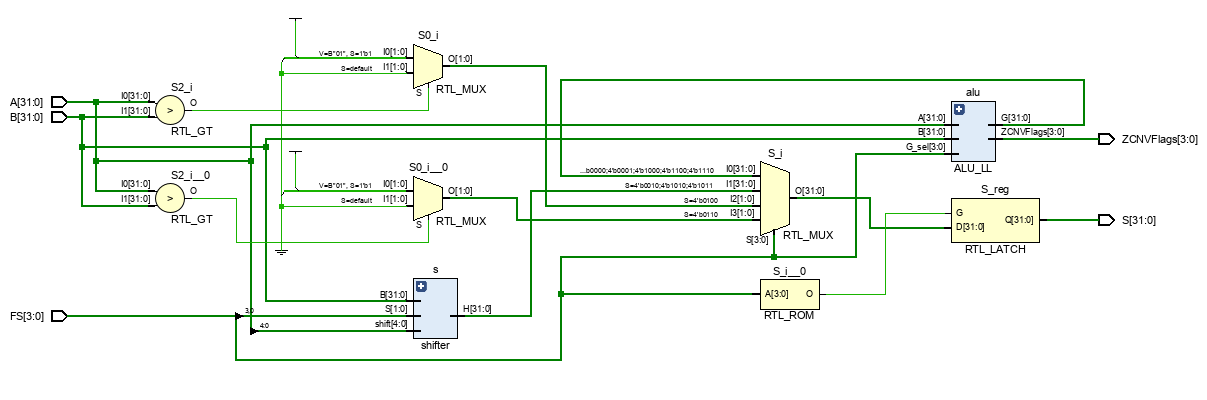 S0_i
V=B"01", S=1'b1
I0[1:0]
S=default
I1[1:0]
O[1:0]
S
RTL_MUX
S2_i
I0[31:0]
I1[31:0]
O
>
RTL_GT
A[31:0]
B[31:0]
alu
A[31:0]
B[31:0]
G_sel[3:0]
G[31:0]
ZCNVFlags[3:0]
ALU_LL
ZCNVFlags[3:0]
S2_i__0
I0[31:0]
I1[31:0]
O
>
RTL_GT
S0_i__0
V=B"01", S=1'b1
I0[1:0]
S=default
I1[1:0]
O[1:0]
S
RTL_MUX
S_i
...b0000;4'b0001;4'b1000;4'b1100;4'b1110
I0[31:0]
S=4'b0010;4'b1010;4'b1011
I1[31:0]
S=4'b0100
I2[1:0]
S=4'b0110
I3[1:0]
O[31:0]
S[3:0]
RTL_MUX
S_reg
G
D[31:0]
Q[31:0]
RTL_LATCH
S[31:0]
s
B[31:0]
S[1:0]
shift[4:0]
H[31:0]
shifter
S_i__0
A[3:0]
O
RTL_ROM
FS[3:0]
4:0